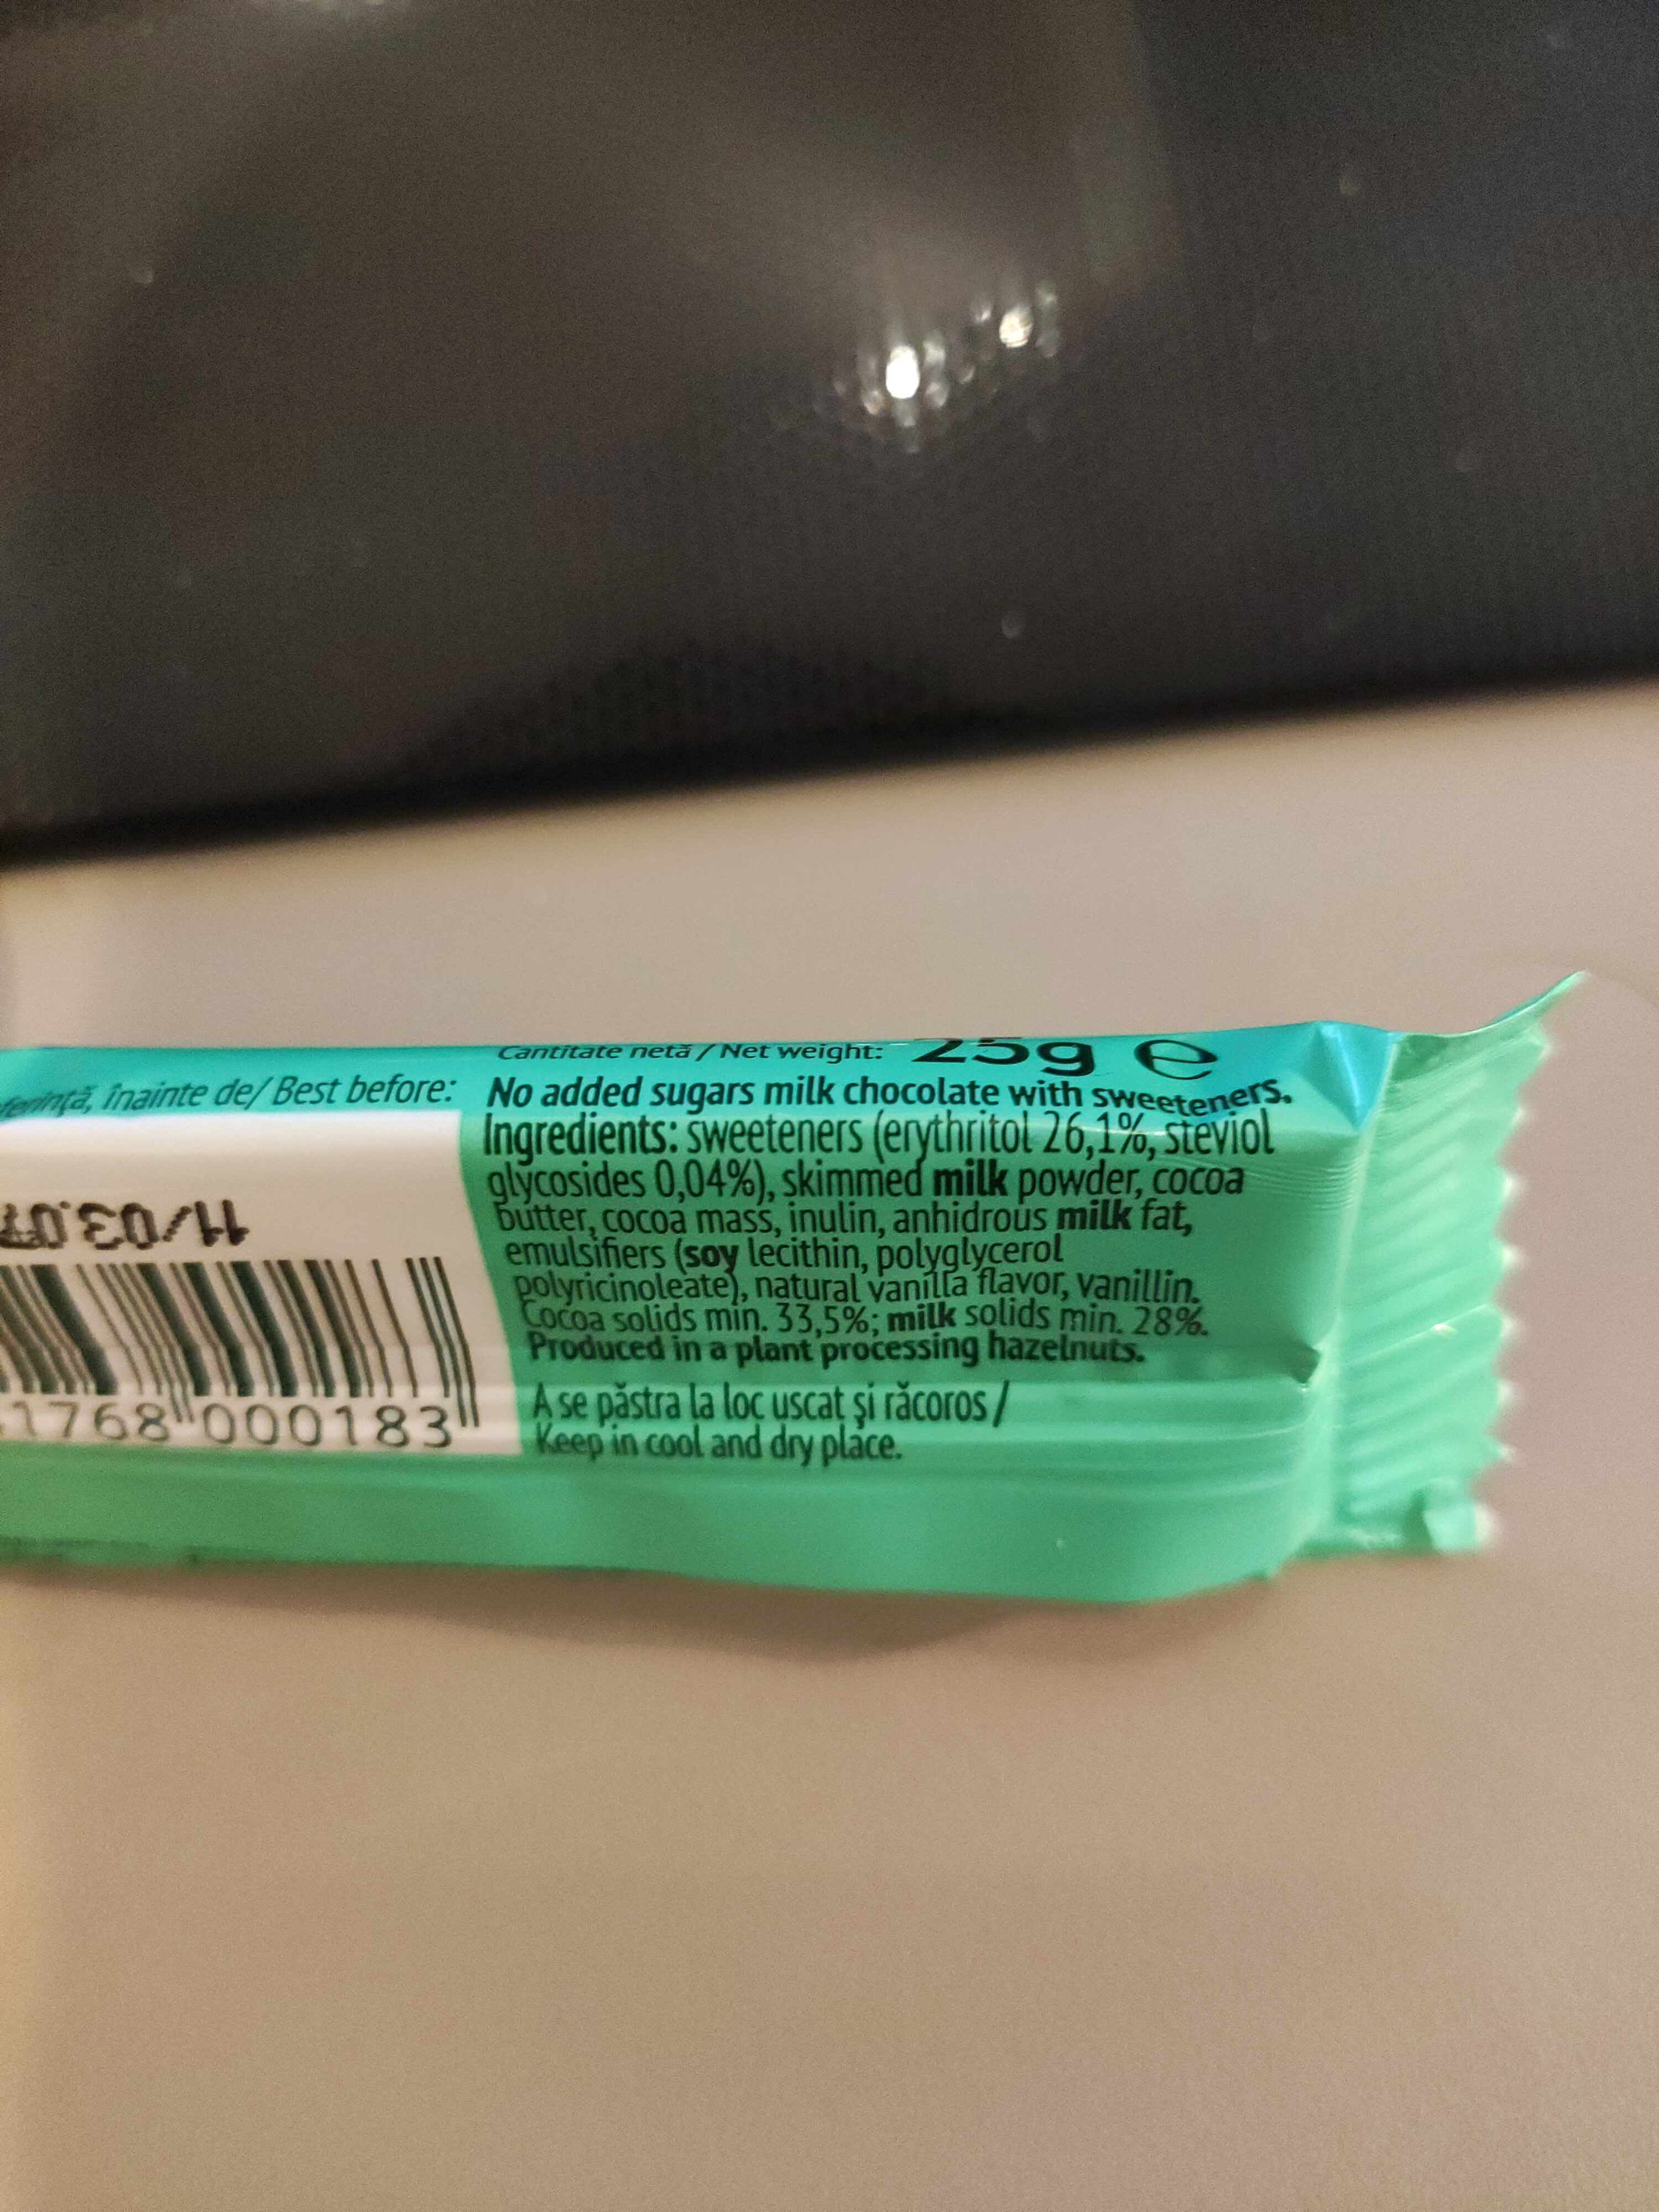 Cantitate netă / Net weight: 25g e
înainte de/ Best before:
No added sugars milk chocolate with sweeteners.
Ingredients: sweeteners (erythritol 26,1%, steviol
glycosides 0,04%), skimmed milk powder, cocoa
butter, cocoa mass, inulin, anhidrous milk fat,
emulsifiers (soy lecithin, polyglycerol
polyricinoleate), natural vanilla flavor, vanillin.
Cocoa solids min. 33,5%; milk solids min. 28%.
Produced in a plant processing hazelnuts.
A se păstra la loc uscat şi răcoros /
Keep in cool and dry place.
11/03.07
1768 000183